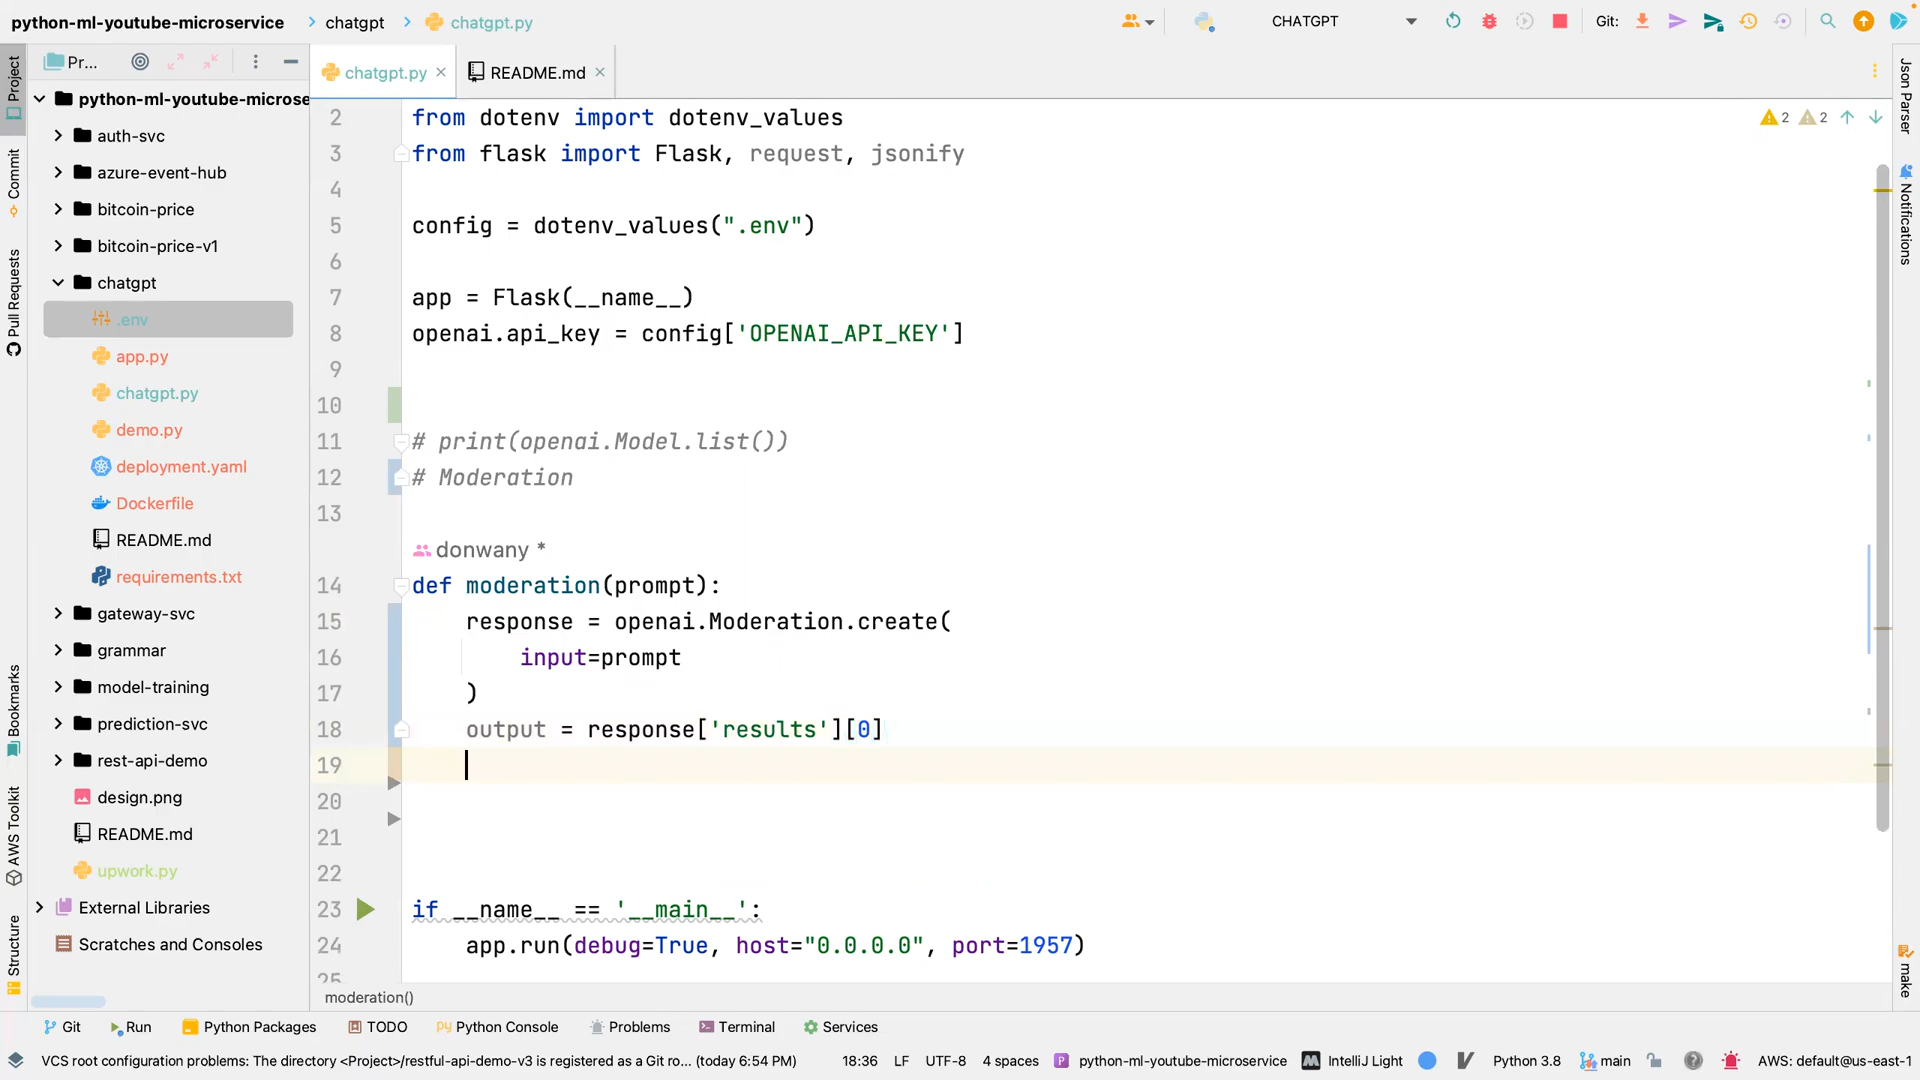 python-ml-youtube-microservice chatgpt chatgpt.py CHATGPT Git:
Pr... chatgpt.py README.md
Project
Commit
Pull Requests
Bookmarks
AWS Toolkit
Structure
python-ml-youtube-microse
auth-svc
azure-event-hub
bitcoin-price
bitcoin-price-v1
chatgpt
.env
app.py
chatgpt.py
demo.py
deployment.yaml
Dockerfile
README.md
requirements.txt
gateway-svc
grammar
model-training
prediction-svc
rest-api-demo
design.png
README.md
upwork.py
External Libraries
Scratches and Consoles
2 from dotenv import dotenv_values
3 from flask import Flask, request, jsonify
4
5 config = dotenv_values(".env")
6
7 app = Flask(__name__)
8 openai.api_key = config['OPENAI_API_KEY']
9
10
11 # print(openai.Model.list())
12 # Moderation
13
donwany *
14 def moderation(prompt):
15 response = openai.Moderation.create(
16 input=prompt
17 )
18 output = response['results'][0]
19
20
21
22
23 if __name__ == '__main__':
24 app.run(debug=True, host="0.0.0.0", port=1957)
25
2 2
Json Parser
Notifications
make
moderation()
Git Run Python Packages TODO Python Console Problems Terminal Services
VCS root configuration problems: The directory <Project>/restful-api-demo-v3 is registered as a Git ro... (today 6:54 PM) 18:36 LF UTF-8 4 spaces python-ml-youtube-microservice IntelliJ Light Python 3.8 main AWS: default@us-east-1